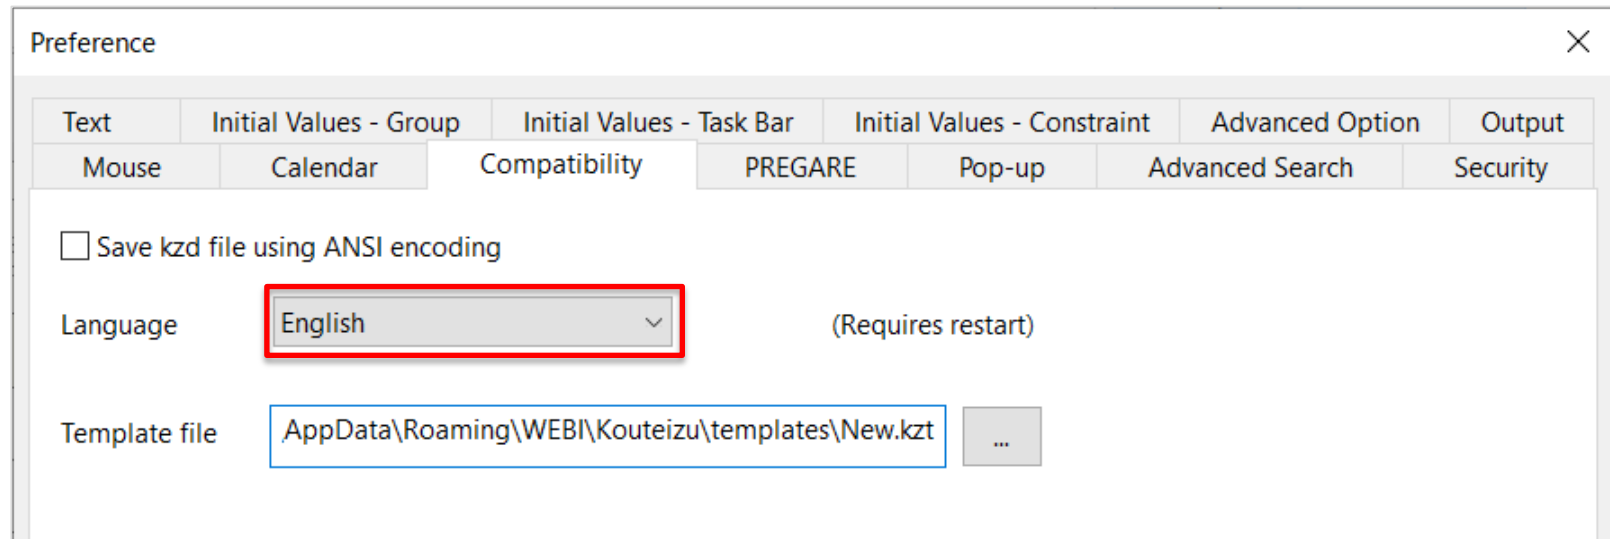 Preference
Text Initial Values - Group Initial Values - Task Bar Initial Values - Constraint Advanced Option Output
Mouse Calendar Compatibility PREGARE Pop-up Advanced Search Security
Save kzd file using ANSI encoding
Language English (Requires restart)
Template file AppData\Roaming\WEBI\Kouteizu\templates\New.kzt ...